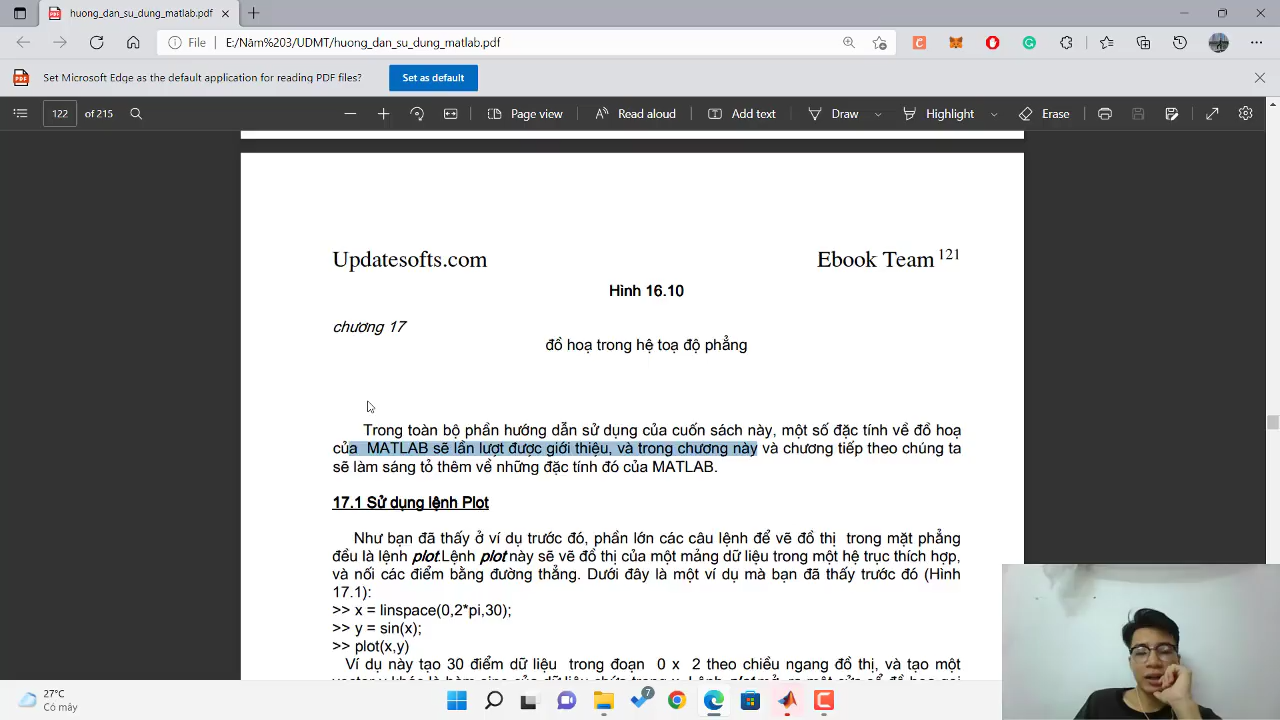 huong_dan_su_dung_matlab.pdf
File E:/Năm%203/UDMT/huong_dan_su_dung_matlab.pdf
PDF Set Microsoft Edge as the default application for reading PDF files? Set as default
122 of 215 Page view Read aloud Add text Draw Highlight Erase
Updatesofts.com Ebook Team 121
Hình 16.10
chương 17
đồ hoạ trong hệ toạ độ phẳng
Trong toàn bộ phần hướng dẫn sử dụng của cuốn sách này, một số đặc tính về đồ hoạ
của MATLAB sẽ lần lượt được giới thiệu, và trong chương này và chương tiếp theo chúng ta
sẽ làm sáng tỏ thêm về những đặc tính đó của MATLAB.
17.1 Sử dụng lệnh Plot
Như bạn đã thấy ở ví dụ trước đó, phần lớn các câu lệnh để vẽ đồ thị trong mặt phẳng
đều là lệnh plot.Lệnh plot này sẽ vẽ đồ thị của một mảng dữ liệu trong một hệ trục thích hợp,
và nối các điểm bằng đường thẳng. Dưới đây là một ví dụ mà bạn đã thấy trước đó (Hình
17.1):
>> x = linspace(0,2*pi,30);
>> y = sin(x);
>> plot(x,y)
Ví dụ này tạo 30 điểm dữ liệu trong đoạn 0 x 2 theo chiều ngang đồ thị, và tạo một
27°C
Có mây
7